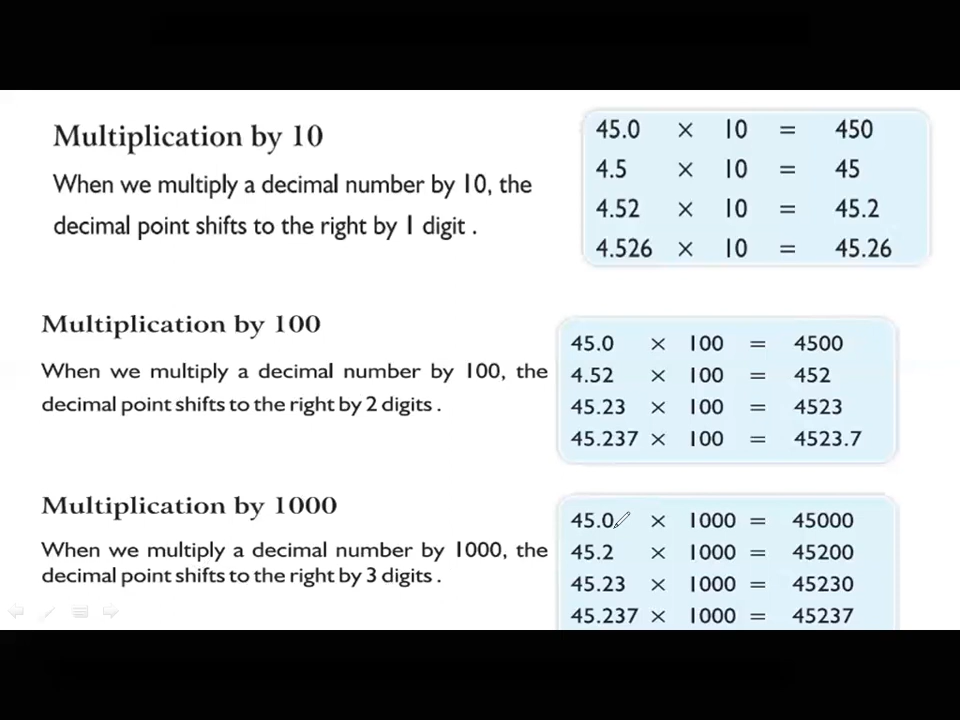 Multiplication by 10
When we multiply a decimal number by 10, the
decimal point shifts to the right by 1 digit .
45.0 × 10 = 450
4.5 × 10 = 45
4.52 × 10 = 45.2
4.526 × 10 = 45.26
Multiplication by 100
When we multiply a decimal number by 100, the
decimal point shifts to the right by 2 digits .
45.0 × 100 = 4500
4.52 × 100 = 452
45.23 × 100 = 4523
45.237 × 100 = 4523.7
Multiplication by 1000
When we multiply a decimal number by 1000, the
decimal point shifts to the right by 3 digits .
45.0 × 1000 = 45000
45.2 × 1000 = 45200
45.23 × 1000 = 45230
45.237 × 1000 = 45237